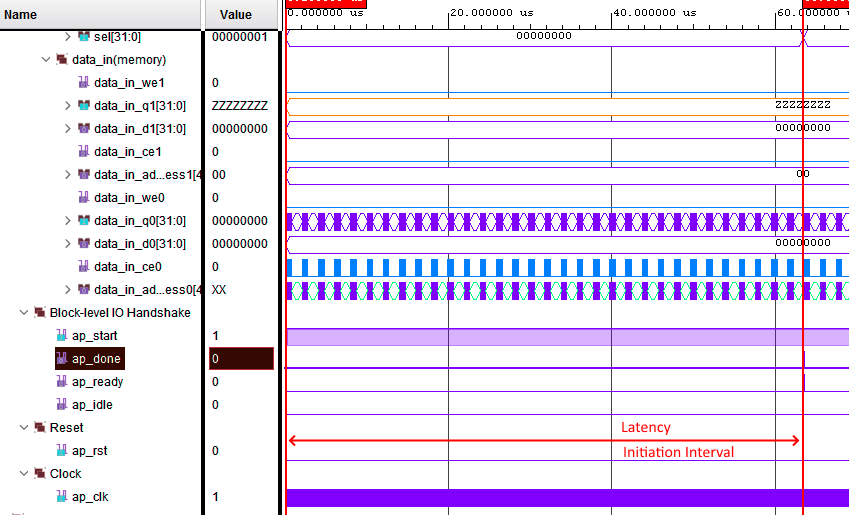 Name Value
0.000000 us 20.000000 us 40.000000 us 60.
sel[31:0] 00000001 00000000
data_in(memory)
data_in_we1 0
data_in_q1[31:0] ZZZZZZZZ ZZZZZZZZ
data_in_d1[31:0] 00000000 00000000
data_in_ce1 0
data_in_ad...ess1[4 00 00
data_in_we0 0
data_in_q0[31:0] 00000000
data_in_d0[31:0] 00000000 00000000
data_in_ce0 0
data_in_ad...ess0[4 XX
Block-level IO Handshake
ap_start 1
ap_done 0
ap_ready 0
ap_idle 0
Reset Latency
ap_rst 0 Initiation Interval
Clock
ap_clk 1